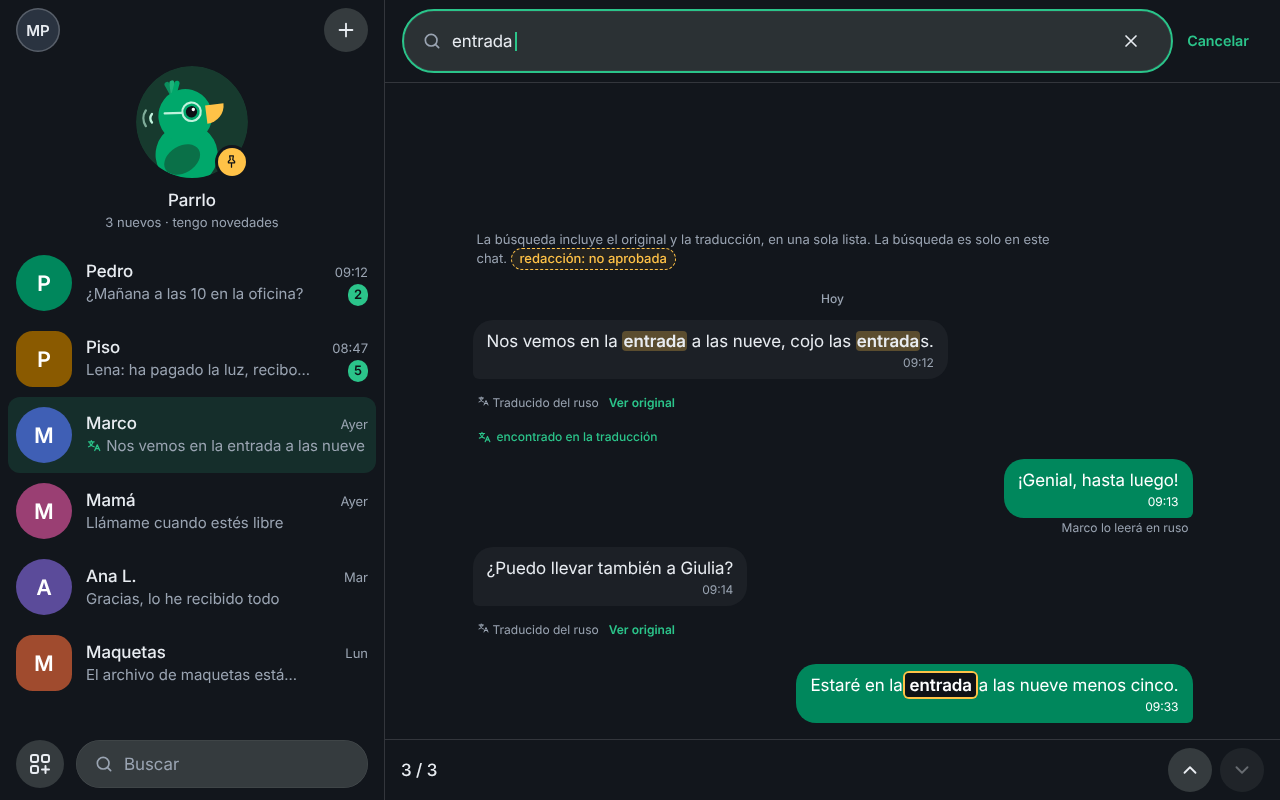 MP
Parrlo
3 nuevos · tengo novedades
P
Pedro
09:12
¿Mañana a las 10 en la oficina?
2
P
Piso
08:47
Lena: ha pagado la luz, recibo...
5
M
Marco
Ayer
Nos vemos en la entrada a las nueve
M
Mamá
Ayer
Llámame cuando estés libre
A
Ana L.
Mar
Gracias, lo he recibido todo
M
Maquetas
Lun
El archivo de maquetas está...
Buscar
entrada
Cancelar
La búsqueda incluye el original y la traducción, en una sola lista. La búsqueda es solo en este
chat. redacción: no aprobada
Hoy
Nos vemos en la entrada a las nueve, cojo las entradas.
09:12
Traducido del ruso Ver original
encontrado en la traducción
¡Genial, hasta luego!
09:13
Marco lo leerá en ruso
¿Puedo llevar también a Giulia?
09:14
Traducido del ruso Ver original
Estaré en la entrada a las nueve menos cinco.
09:33
3 / 3